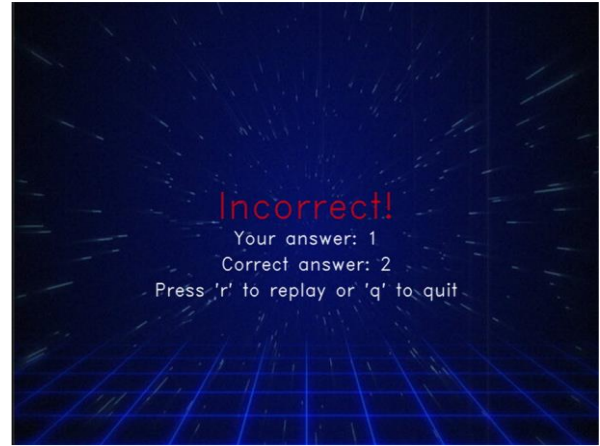 Incorrect!
Your answer: 1
Correct answer: 2
Press 'r' to replay or 'q' to quit